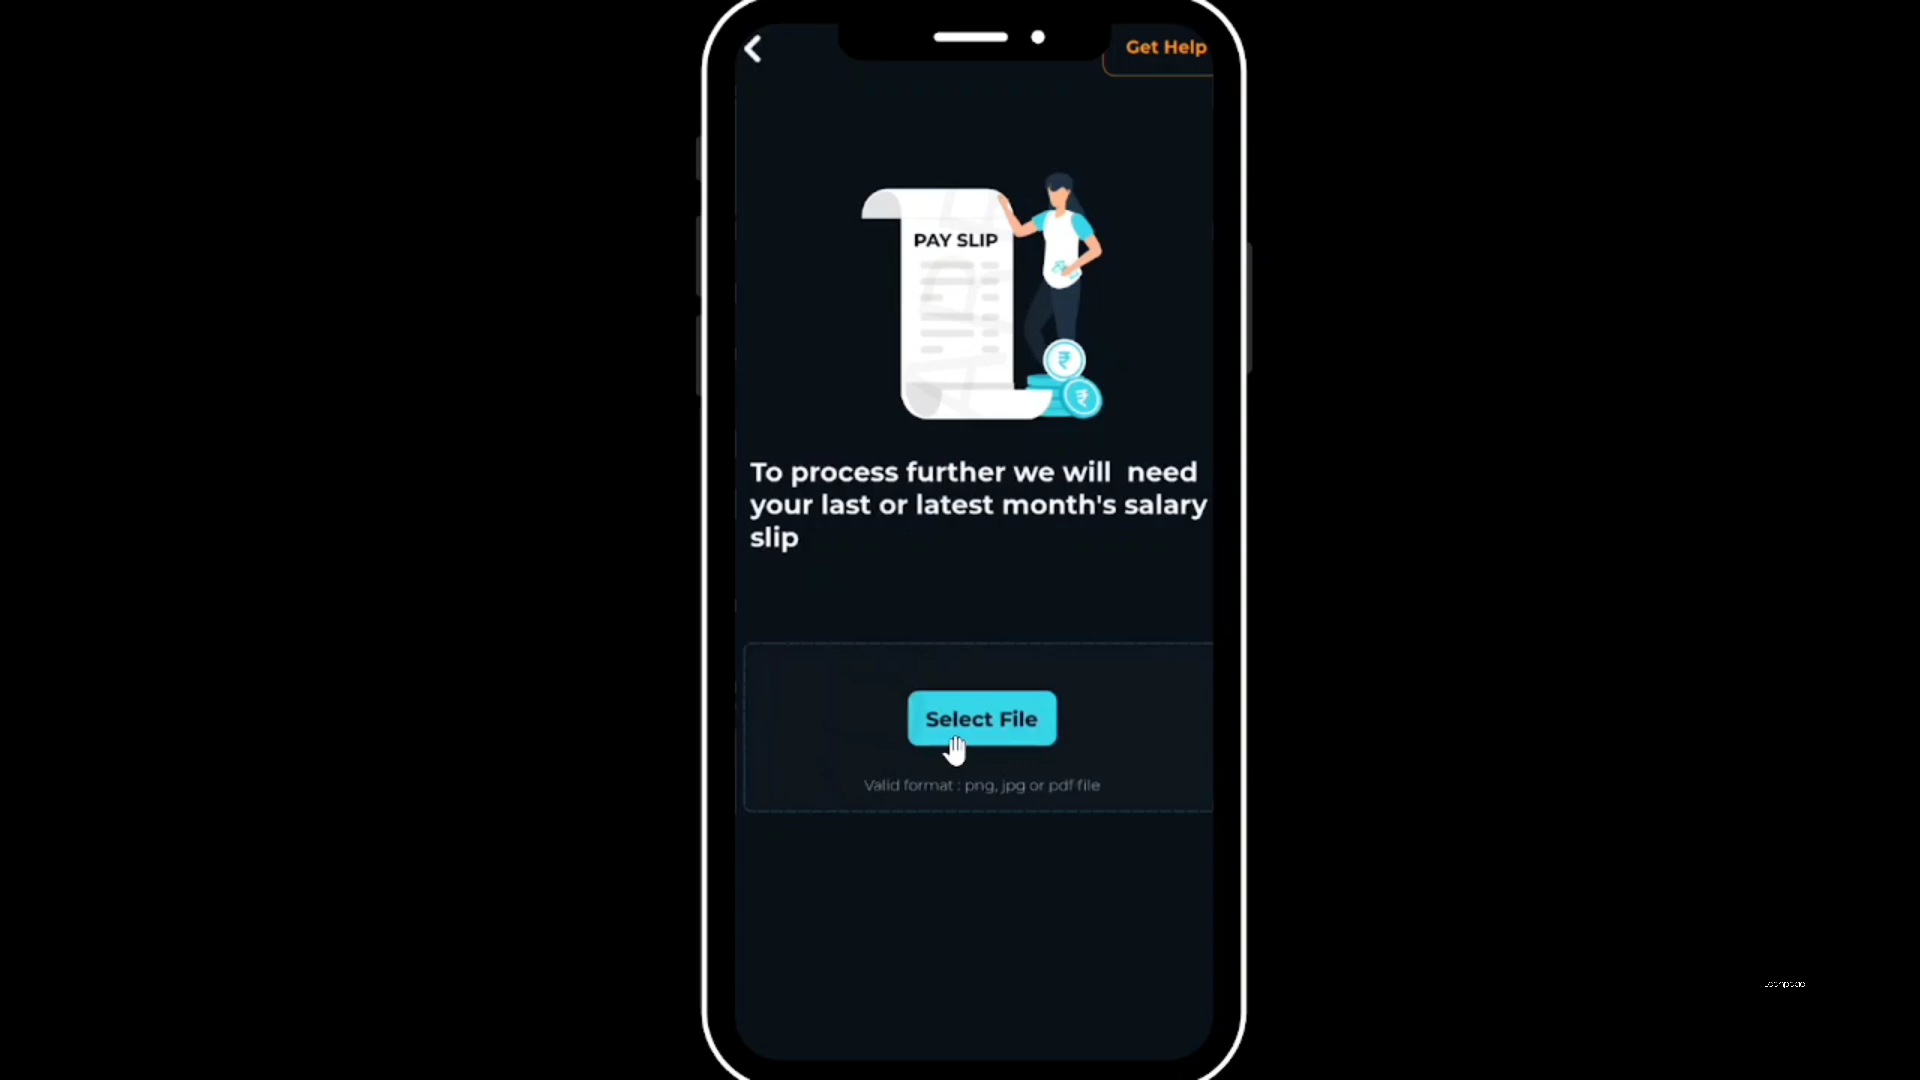 Get Help
PAY SLIP
To process further we will need
your last or latest month's salary
slip
Select File
Valid format : png, jpg or pdf file